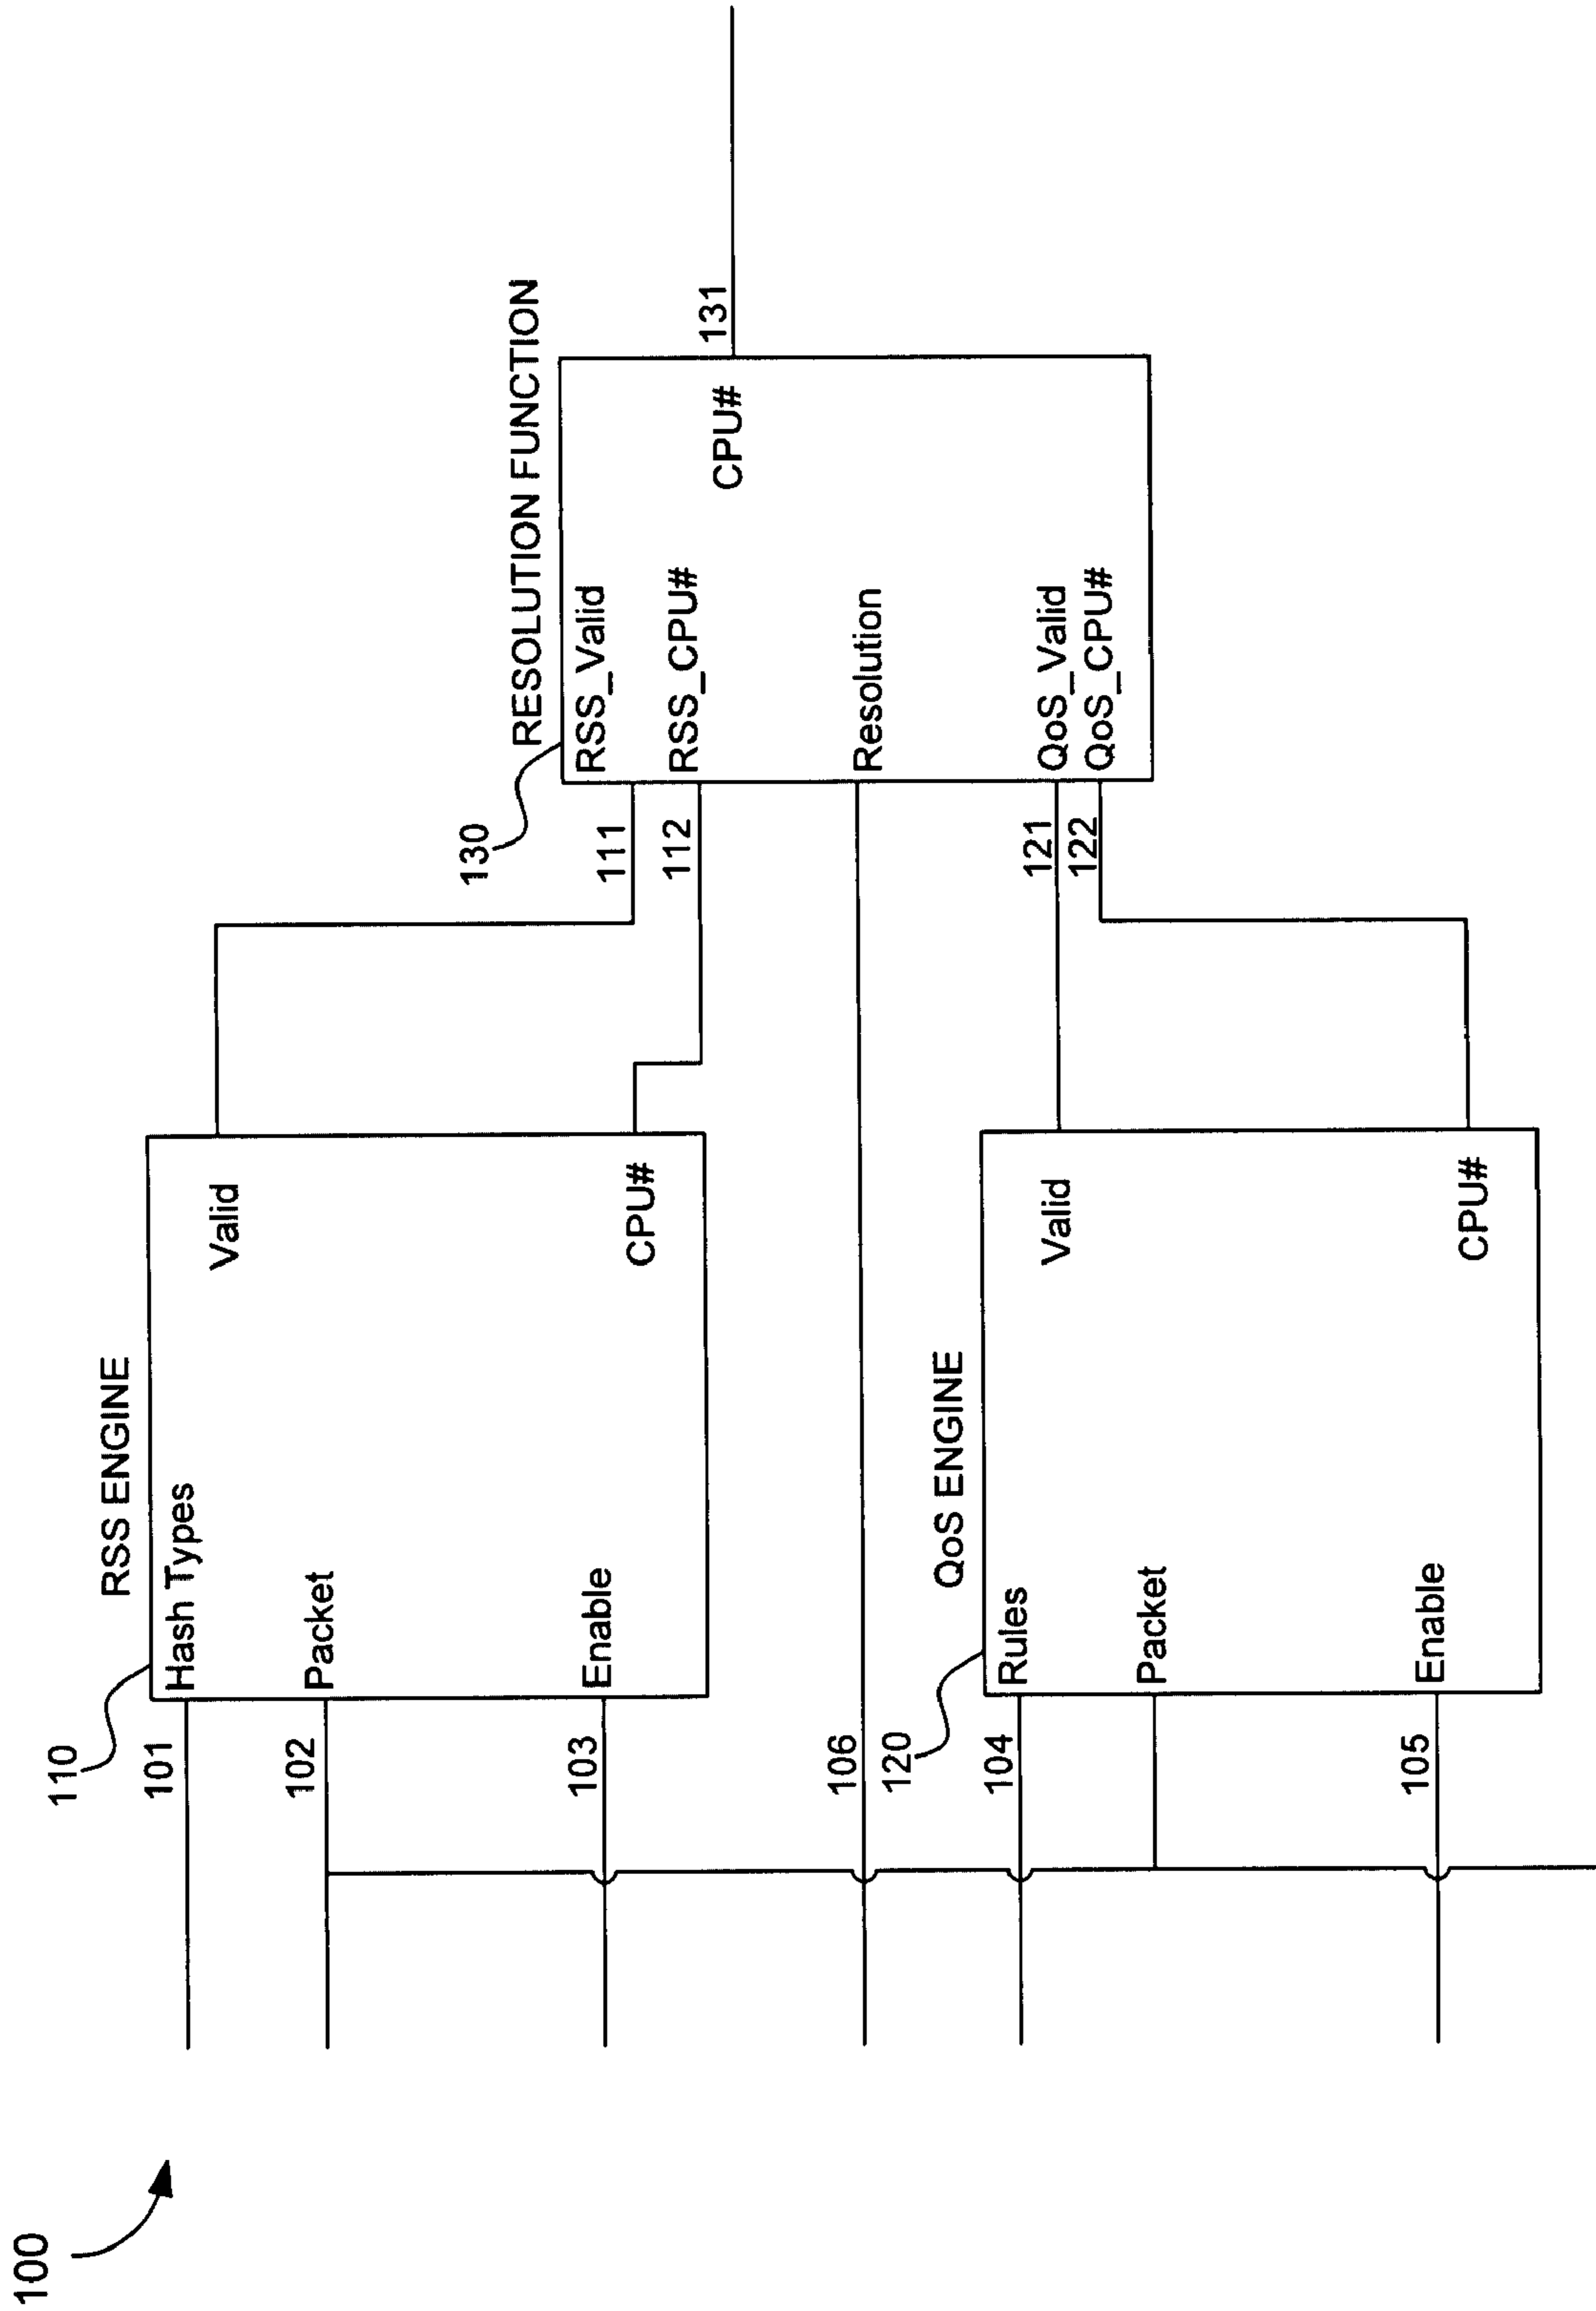 100
RSS ENGINE
110
101
Hash Types
Valid
102
Packet
103
Enable
CPU#
RESOLUTION FUNCTION
130
111
RSS_Valid
112
RSS_CPU#
CPU#
131
106
Resolution
121
QoS_Valid
122
QoS_CPU#
QoS ENGINE
120
104
Rules
Valid
Packet
105
Enable
CPU#